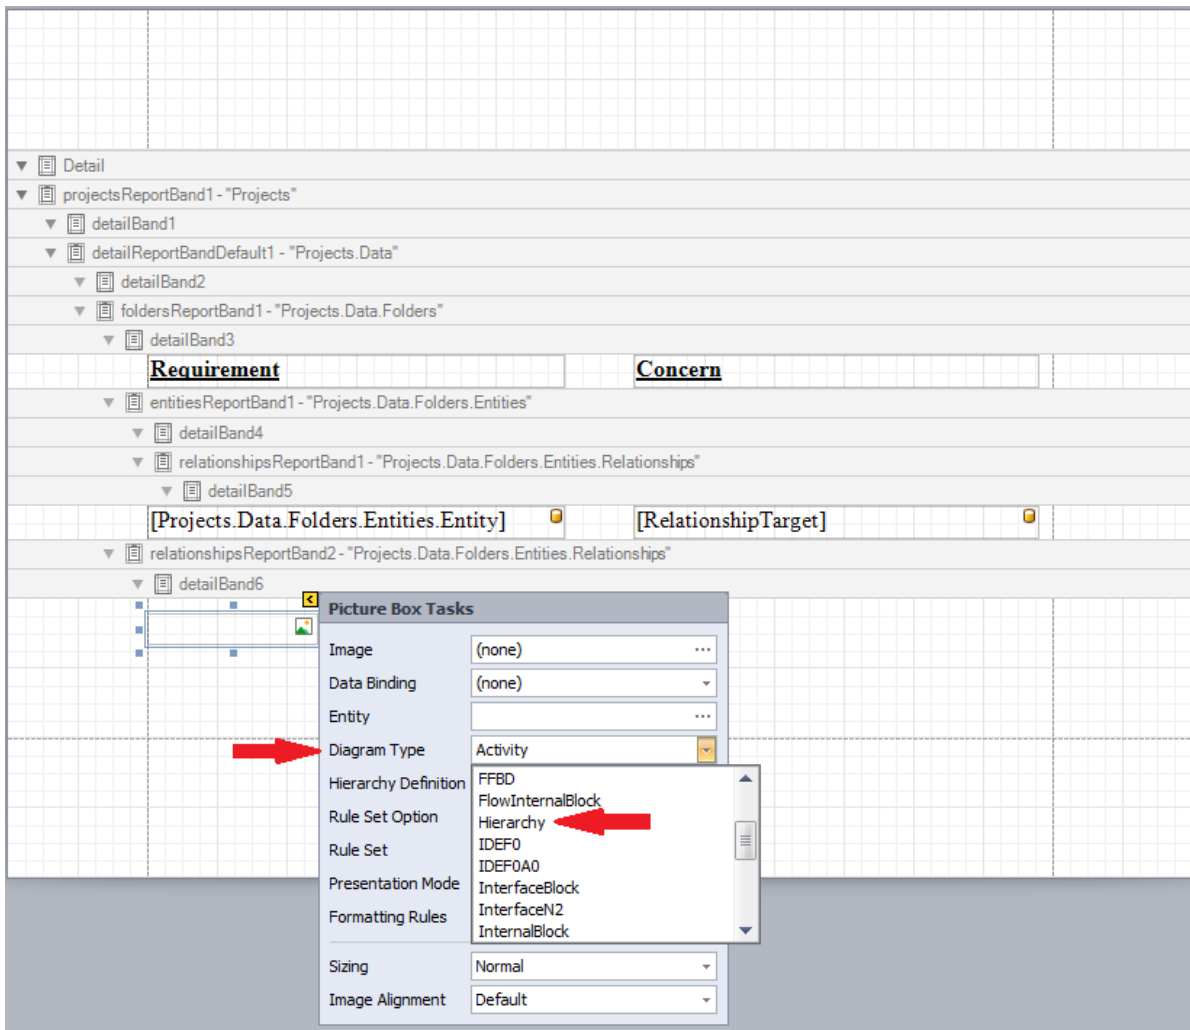 Detail
projectsReportBand1 - "Projects"
detailBand1
detailReportBandDefault1 - "Projects.Data"
detailBand2
foldersReportBand1 - "Projects.Data.Folders"
detailBand3
Requirement Concern
entitiesReportBand1 - "Projects.Data.Folders.Entities"
detailBand4
relationshipsReportBand1 - "Projects.Data.Folders.Entities.Relationships"
detailBand5
[Projects.Data.Folders.Entities.Entity] [RelationshipTarget]
relationshipsReportBand2 - "Projects.Data.Folders.Entities.Relationships"
detailBand6
Picture Box Tasks
Image (none)
Data Binding (none)
Entity
Diagram Type Activity
FFBD
Hierarchy Definition
FlowInternalBlock
Rule Set Option Hierarchy
IDEF0
Rule Set
IDEF0A0
Presentation Mode InterfaceBlock
Formatting Rules InterfaceN2
InternalBlock
Sizing Normal
Image Alignment Default